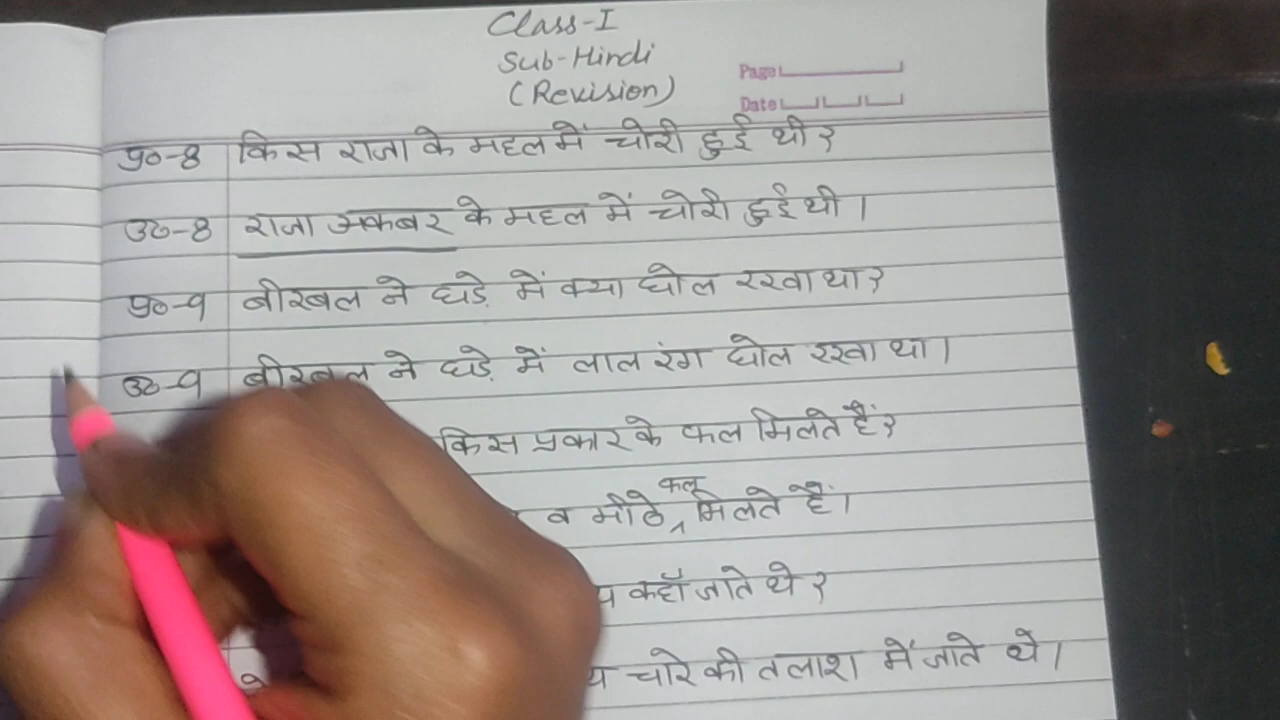 Class-I
Sub-Hindi
(Revision)
Page
Date
प्र०-8 किस राजा के महल में चोरी हुई थी?
उ०-8 राजा अकबर के महल में चोरी हुई थी।
प्र०-9 बीरबल ने घड़े में क्या घोल रखा था?
उ०-9 बीरबल ने घड़े में लाल रंग घोल रखा था।
किस प्रकार के फल मिलते हैं?
व मीठे फल मिलते हैं।
कहाँ जाते थे?
चारे की तलाश में जाते थे।